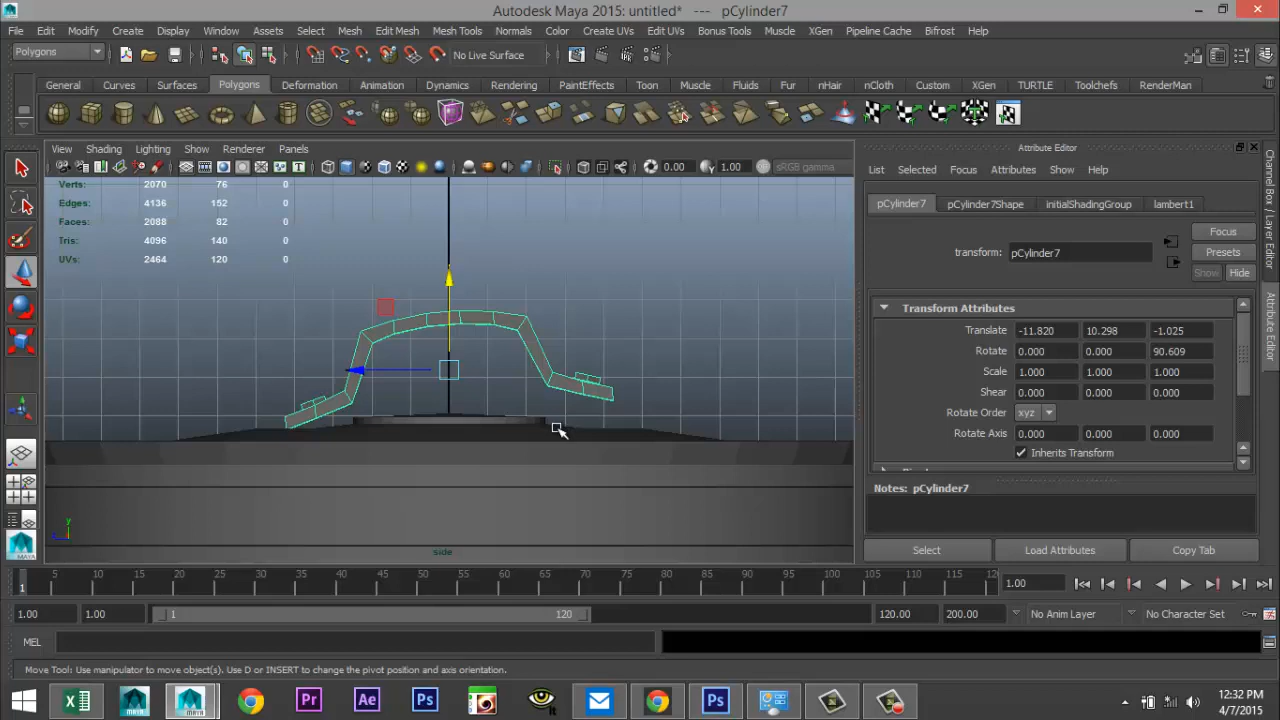 Autodesk Maya 2015: untitled* --- pCylinder7
File Edit Modify Create Display Window Assets Select Mesh Edit Mesh Mesh Tools Normals Color Create UVs Edit UVs Bonus Tools Muscle XGen Pipeline Cache Bifrost Help
Polygons No Live Surface
General Curves Surfaces Polygons Deformation Animation Dynamics Rendering PaintEffects Toon Muscle Fluids Fur nHair nCloth Custom XGen TURTLE Toolchefs RenderMan
View Shading Lighting Show Renderer Panels
0.00 1.00 sRGB gamma
Verts: 2070 76 0
Edges: 4136 152 0
Faces: 2088 82 0
Tris: 4096 140 0
UVs: 2464 120 0
y
side
Attribute Editor
List Selected Focus Attributes Show Help
pCylinder7 pCylinder7Shape initialShadingGroup lambert1
Focus
transform: pCylinder7 Presets
Show Hide
Transform Attributes
Translate -11.820 10.298 -1.025
Rotate 0.000 0.000 90.609
Scale 1.000 1.000 1.000
Shear 0.000 0.000 0.000
Rotate Order xyz
Rotate Axis 0.000 0.000 0.000
Inherits Transform
Notes: pCylinder7
Select Load Attributes Copy Tab
Channel Box / Layer Editor
Attribute Editor
1 5 10 15 20 25 30 35 40 45 50 55 60 65 70 75 80 85 90 95 100 105 110 115 120 1.00
1.00 1.00 1 120 120.00 200.00 No Anim Layer No Character Set
MEL
Move Tool: Use manipulator to move object(s). Use D or INSERT to change the pivot position and axis orientation.
Pr Ae Ps Ps
12:32 PM
4/7/2015